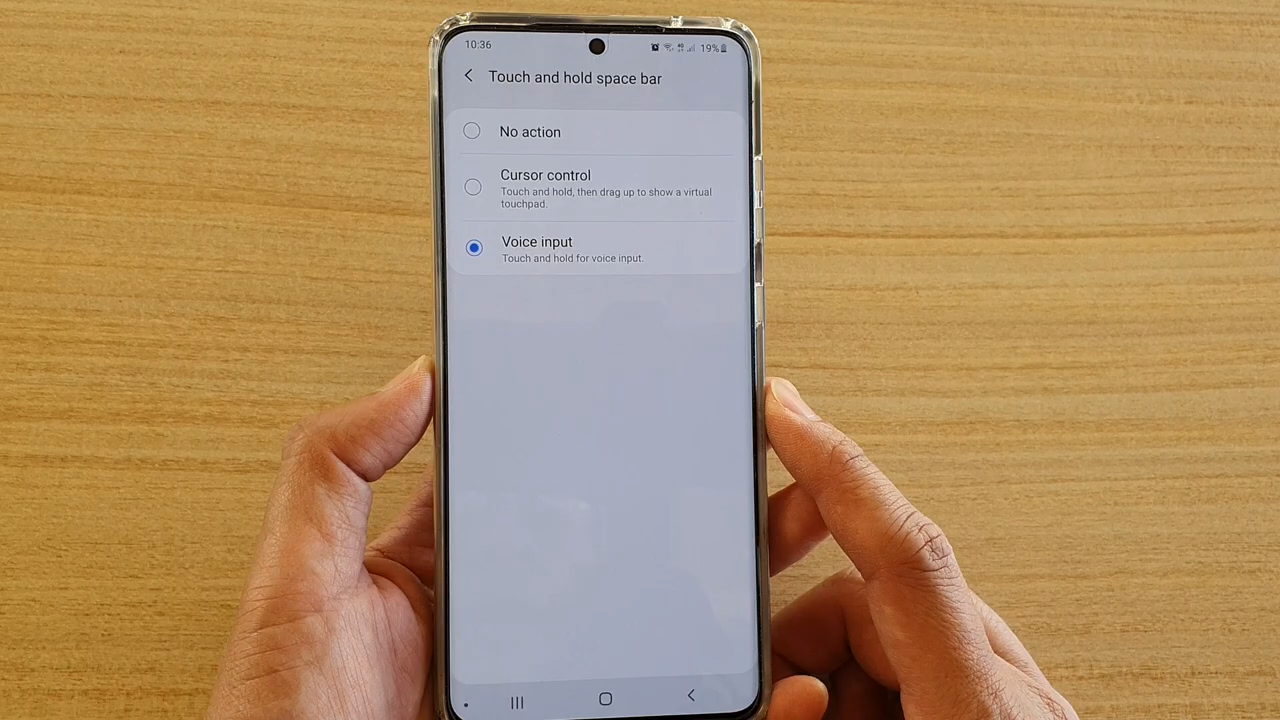 10:36
19%
Touch and hold space bar
No action
Cursor control
Touch and hold, then drag up to show a virtual
touchpad.
Voice input
Touch and hold for voice input.